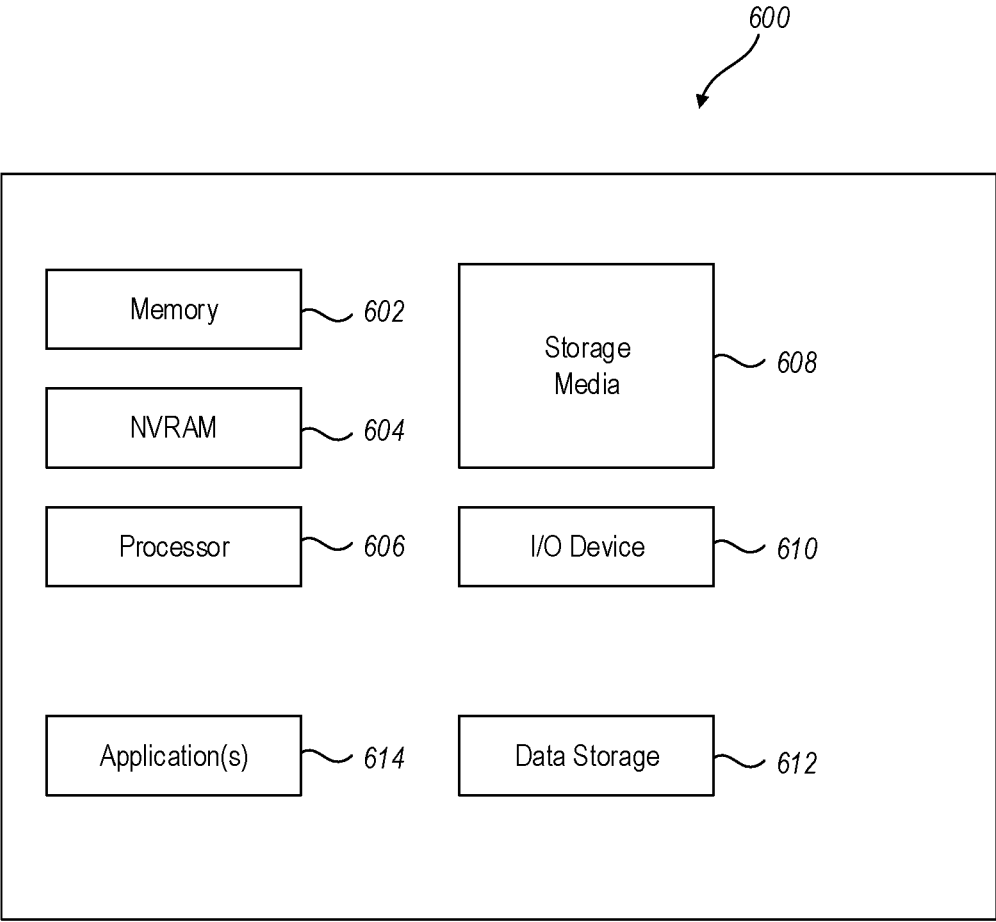 600
Memory
602
Storage
Media
608
NVRAM
604
Processor
606
I/O Device
610
Application(s)
614
Data Storage
612